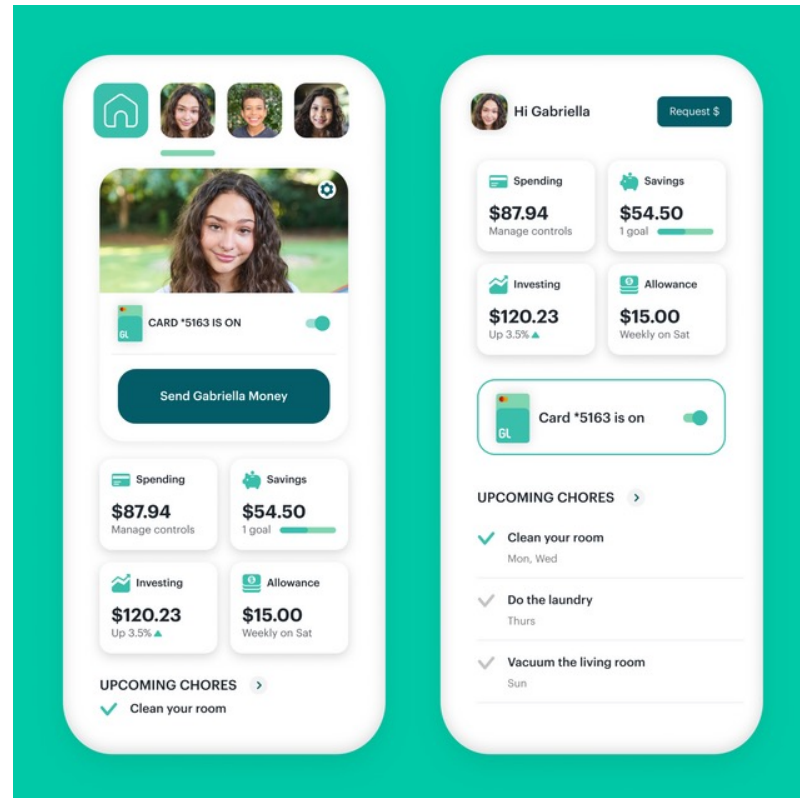 GL
CARD *5163 IS ON
Send Gabriella Money
Spending
$87.94
Manage controls
Savings
$54.50
1 goal
Investing
$120.23
Up 3.5%
Allowance
$15.00
Weekly on Sat
UPCOMING CHORES
Clean your room
Hi Gabriella
Request $
Spending
$87.94
Manage controls
Savings
$54.50
1 goal
Investing
$120.23
Up 3.5%
Allowance
$15.00
Weekly on Sat
GL
Card *5163 is on
UPCOMING CHORES
Clean your room
Mon, Wed
Do the laundry
Thurs
Vacuum the living room
Sun